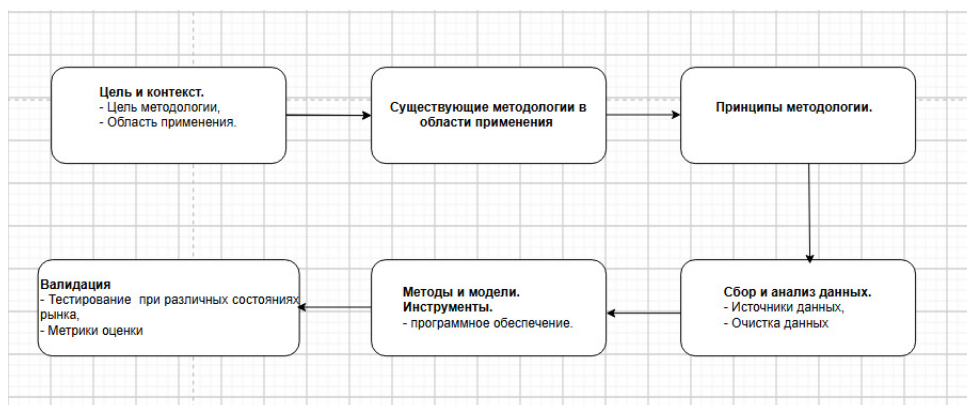 Цель и контекст.
- Цель методологии,
- Область применения.
Существующие методологии в
области применения
Принципы методологии.
Сбор и анализ данных.
- Источники данных,
- Очистка данных
Методы и модели.
Инструменты.
- программное обеспечение.
Валидация
- Тестирование при различных состояниях
рынка,
- Метрики оценки